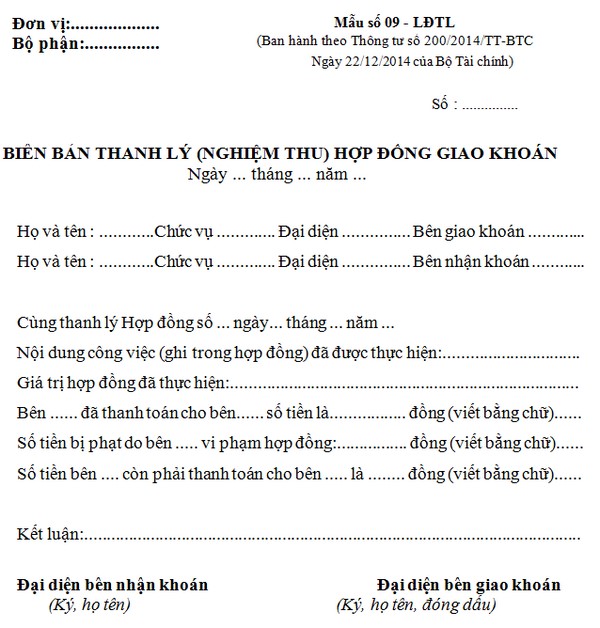 Đơn vị:...................
Mẫu số 09 - LĐTL
Bộ phận:................
(Ban hành theo Thông tư số 200/2014/TT-BTC
Ngày 22/12/2014 của Bộ Tài chính)
Số : ...............
BIÊN BẢN THANH LÝ (NGHIỆM THU) HỢP ĐỒNG GIAO KHOÁN
Ngày ... tháng ... năm ...
Họ và tên : ............Chức vụ ............. Đại diện ............... Bên giao khoán ............
Họ và tên : ............Chức vụ ............. Đại diện ............... Bên nhận khoán ............
Cùng thanh lý Hợp đồng số ... ngày... tháng ... năm ...
Nội dung công việc (ghi trong hợp đồng) đã được thực hiện:..............................
Giá trị hợp đồng đã thực hiện:...........................................................................
Bên ...... đã thanh toán cho bên...... số tiền là................ đồng (viết bằng chữ)......
Số tiền bị phạt do bên ..... vi phạm hợp đồng:............... đồng (viết bằng chữ)......
Số tiền bên .... còn phải thanh toán cho bên ..... là ........ đồng (viết bằng chữ)......
Kết luận:...........................................................................................................
Đại diện bên nhận khoán Đại diện bên giao khoán
(Ký, họ tên) (Ký, họ tên, đóng dấu)